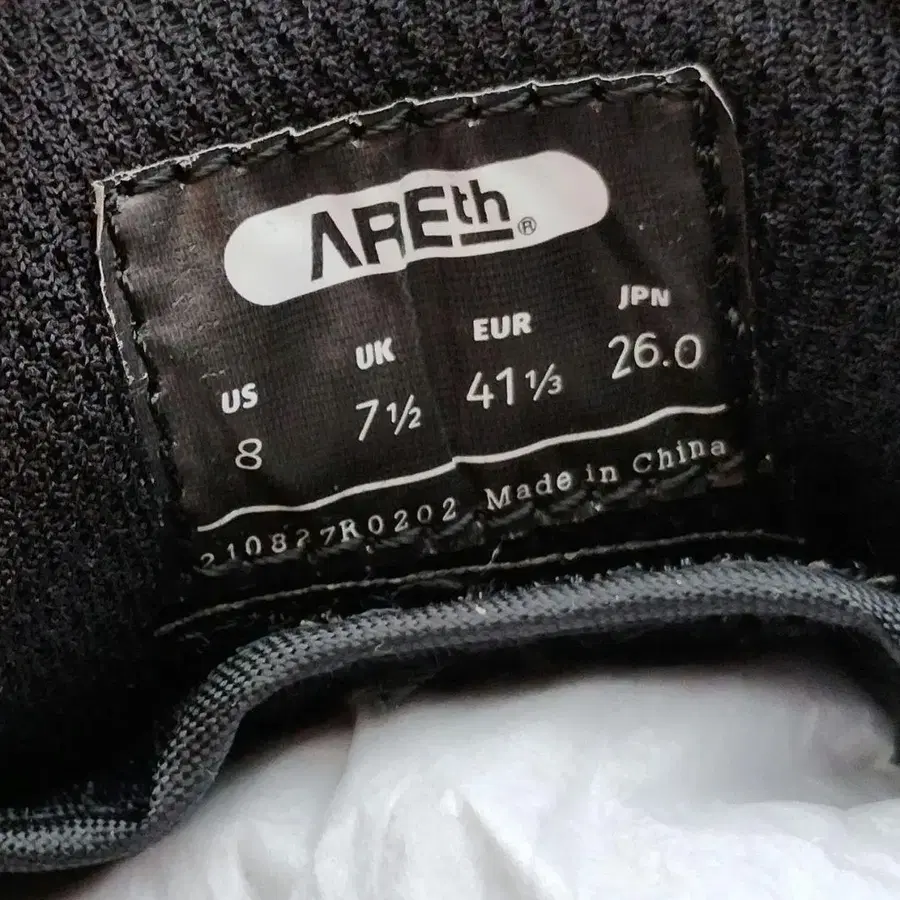 AREth®
US UK EUR JPN
8 7½ 41⅓ 26.0
210827R0202 Made in China